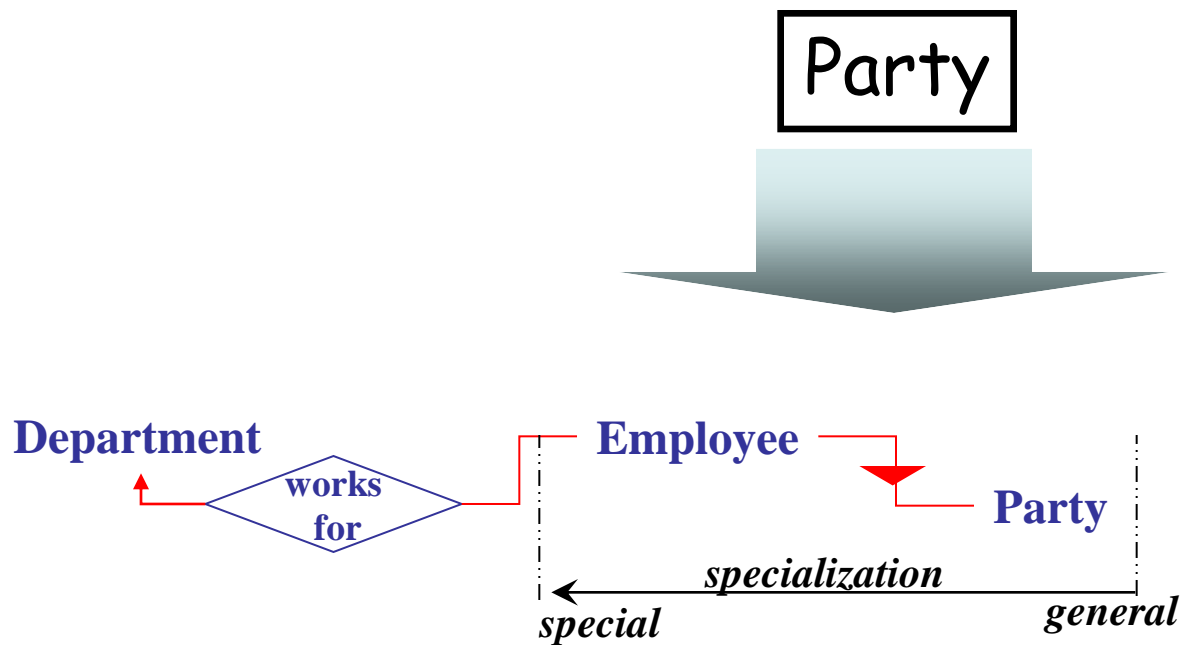 Party
Department
Employee
works
for
Party
specialization
special
general